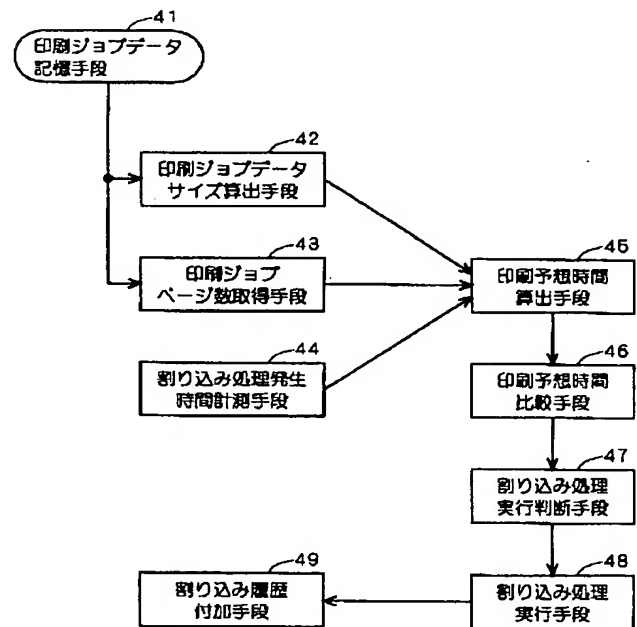 41
印刷ジョブデータ
記憶手段
42
印刷ジョブデータ
サイズ算出手段
43
印刷ジョブ
ページ数取得手段
44
割り込み処理発生
時間計測手段
45
印刷予想時間
算出手段
46
印刷予想時間
比較手段
47
割り込み処理
実行判断手段
48
割り込み処理
実行手段
49
割り込み履歴
付加手段